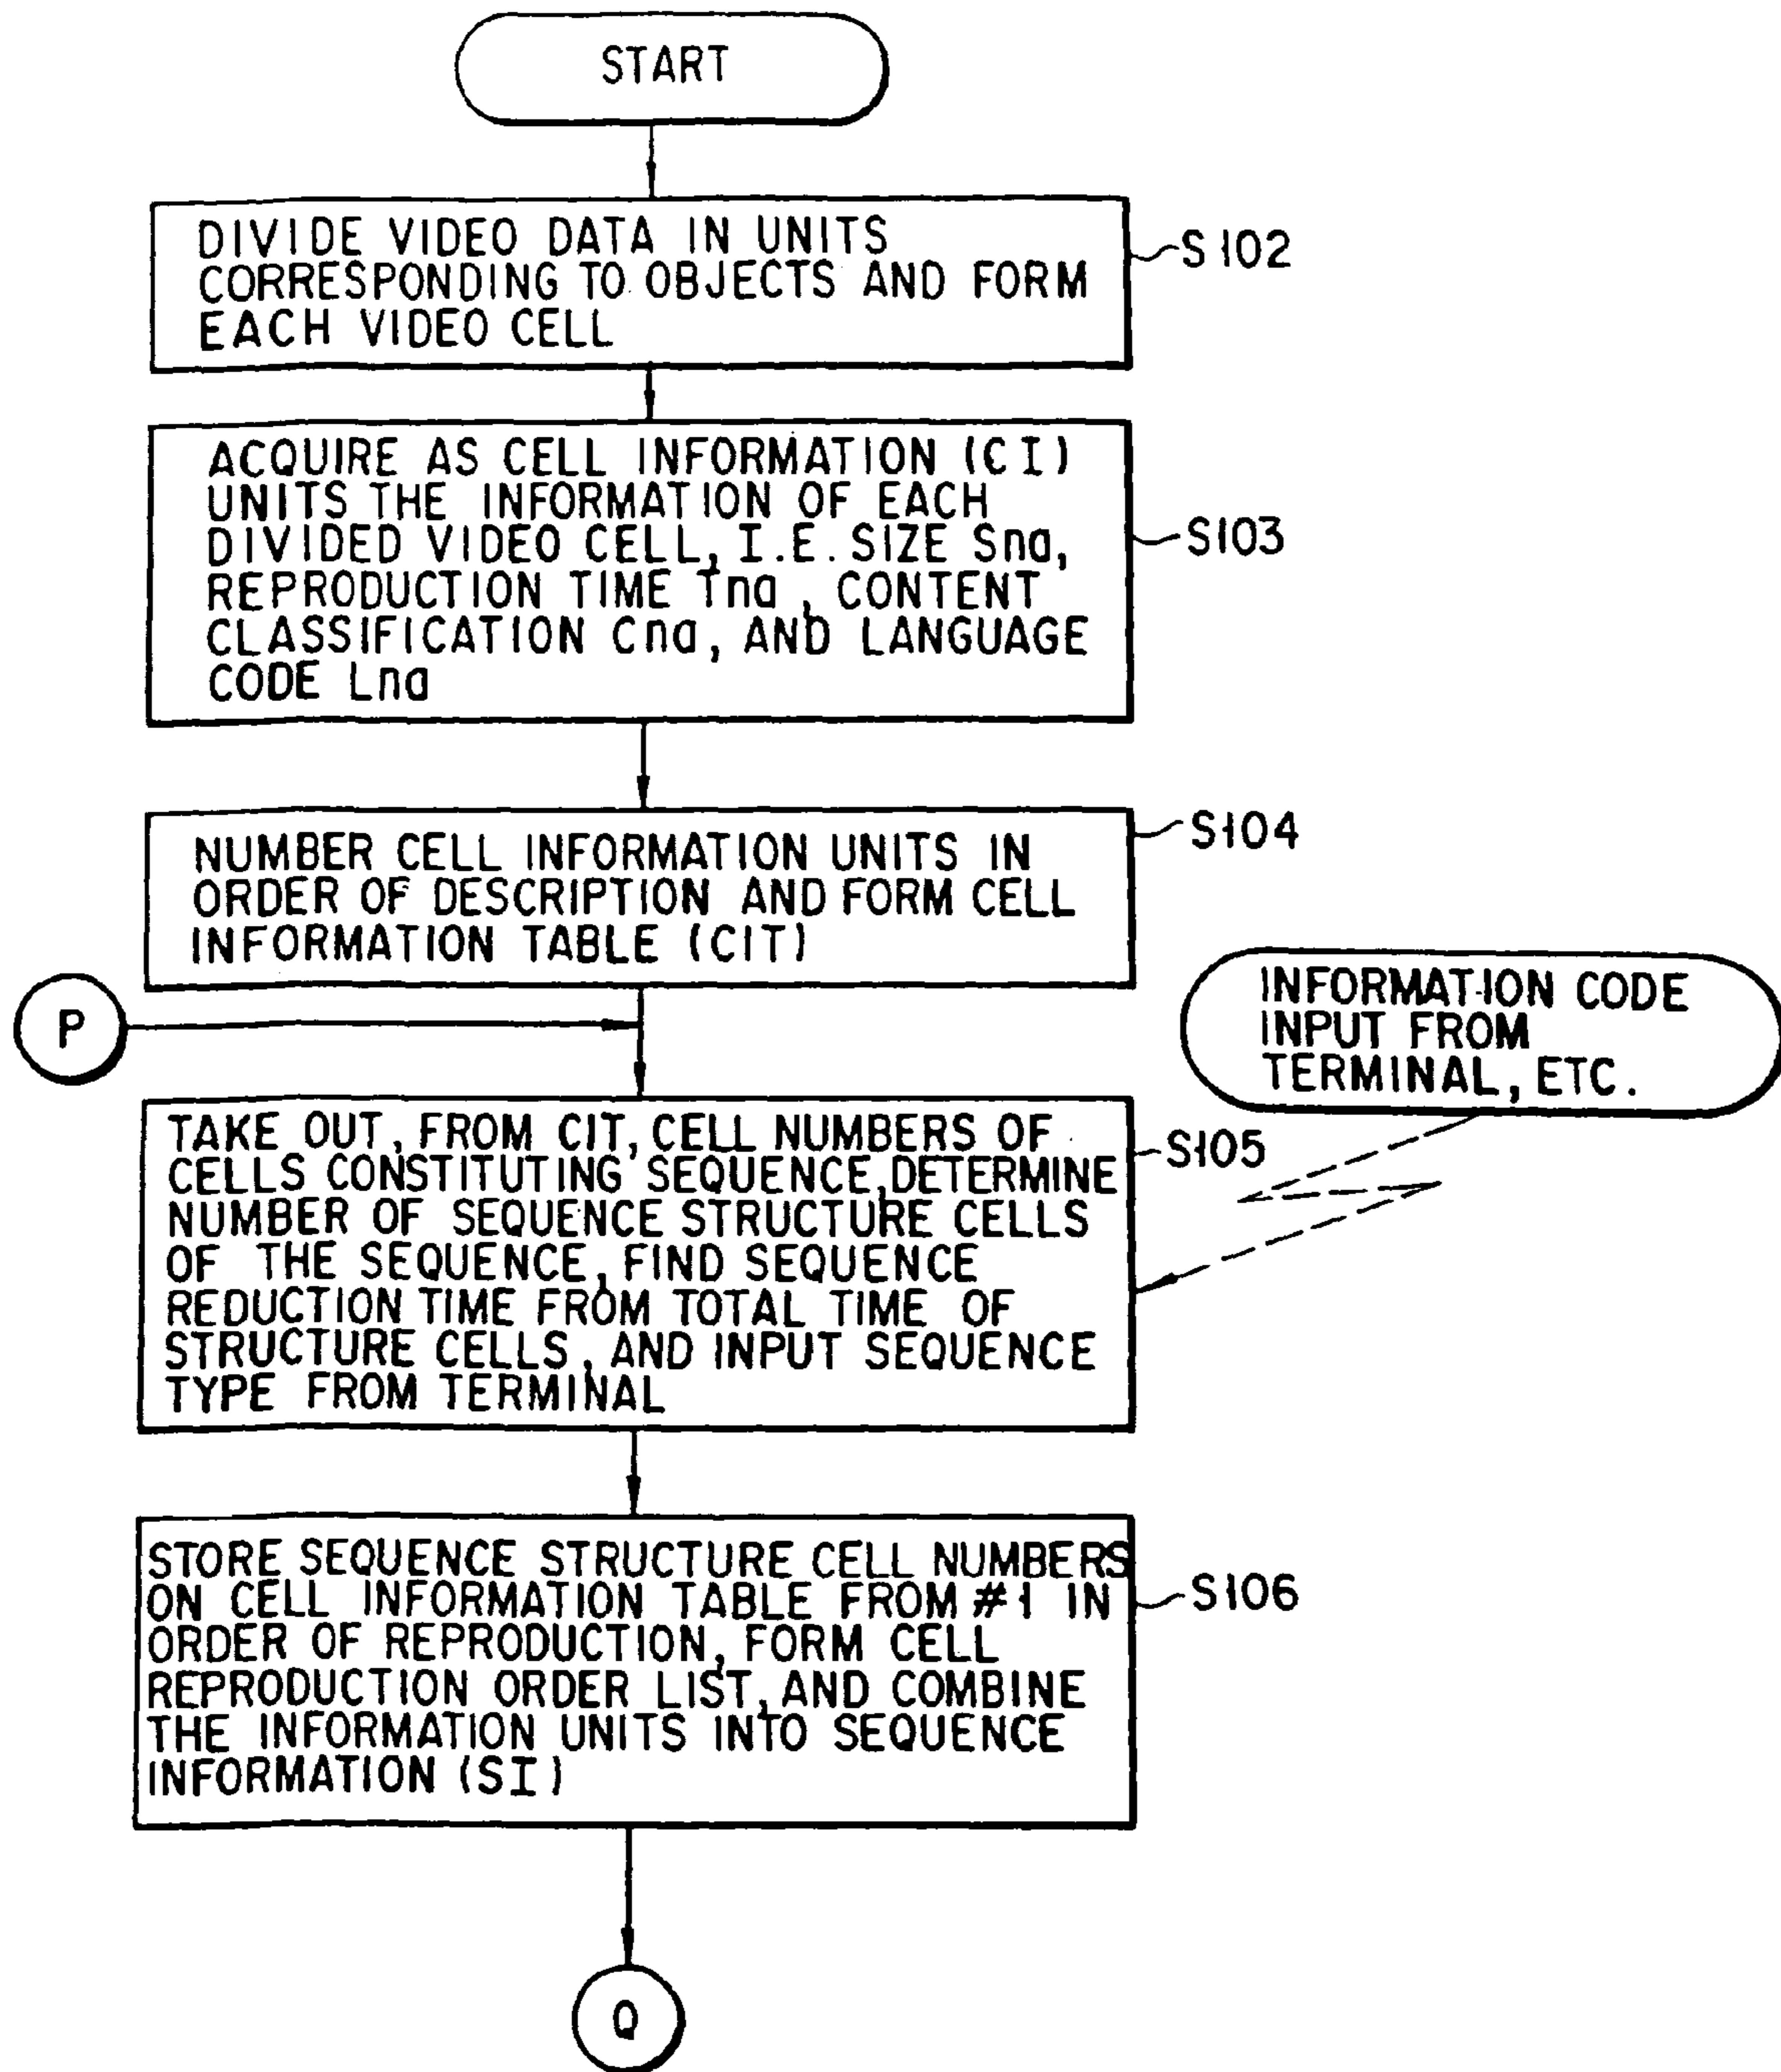 START
DIVIDE VIDEO DATA IN UNITS
CORRESPONDING TO OBJECTS AND FORM
EACH VIDEO CELL
S102
ACQUIRE AS CELL INFORMATION (CI)
UNITS THE INFORMATION OF EACH
DIVIDED VIDEO CELL, I.E. SIZE Sna,
REPRODUCTION TIME Tna, CONTENT
CLASSIFICATION Cna, AND LANGUAGE
CODE Lna
S103
NUMBER CELL INFORMATION UNITS IN
ORDER OF DESCRIPTION AND FORM CELL
INFORMATION TABLE (CIT)
S104
P
INFORMATION CODE
INPUT FROM
TERMINAL, ETC.
TAKE OUT, FROM CIT, CELL NUMBERS OF
CELLS CONSTITUTING SEQUENCE, DETERMINE
NUMBER OF SEQUENCE STRUCTURE CELLS
OF THE SEQUENCE, FIND SEQUENCE
REDUCTION TIME FROM TOTAL TIME OF
STRUCTURE CELLS, AND INPUT SEQUENCE
TYPE FROM TERMINAL
S105
STORE SEQUENCE STRUCTURE CELL NUMBERS
ON CELL INFORMATION TABLE FROM #1 IN
ORDER OF REPRODUCTION, FORM CELL
REPRODUCTION ORDER LIST, AND COMBINE
THE INFORMATION UNITS INTO SEQUENCE
INFORMATION (SI)
S106
Q